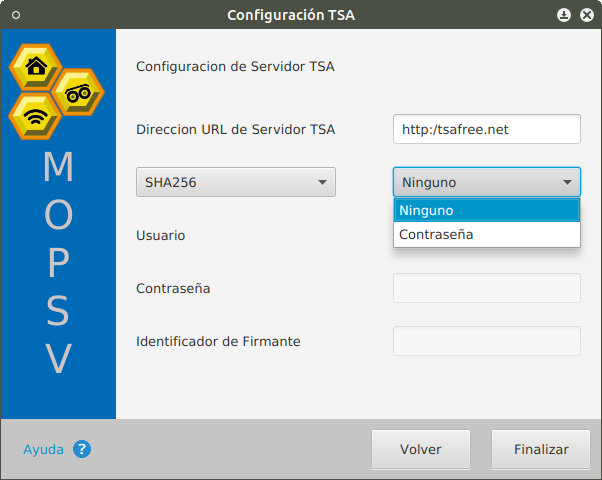 Configuración TSA
Configuracion de Servidor TSA
Direccion URL de Servidor TSA
http:/tsafree.net
SHA256
Ninguno
Ninguno
Contraseña
Usuario
Contraseña
Identificador de Firmante
M
O
P
S
V
Ayuda ?
Volver
Finalizar